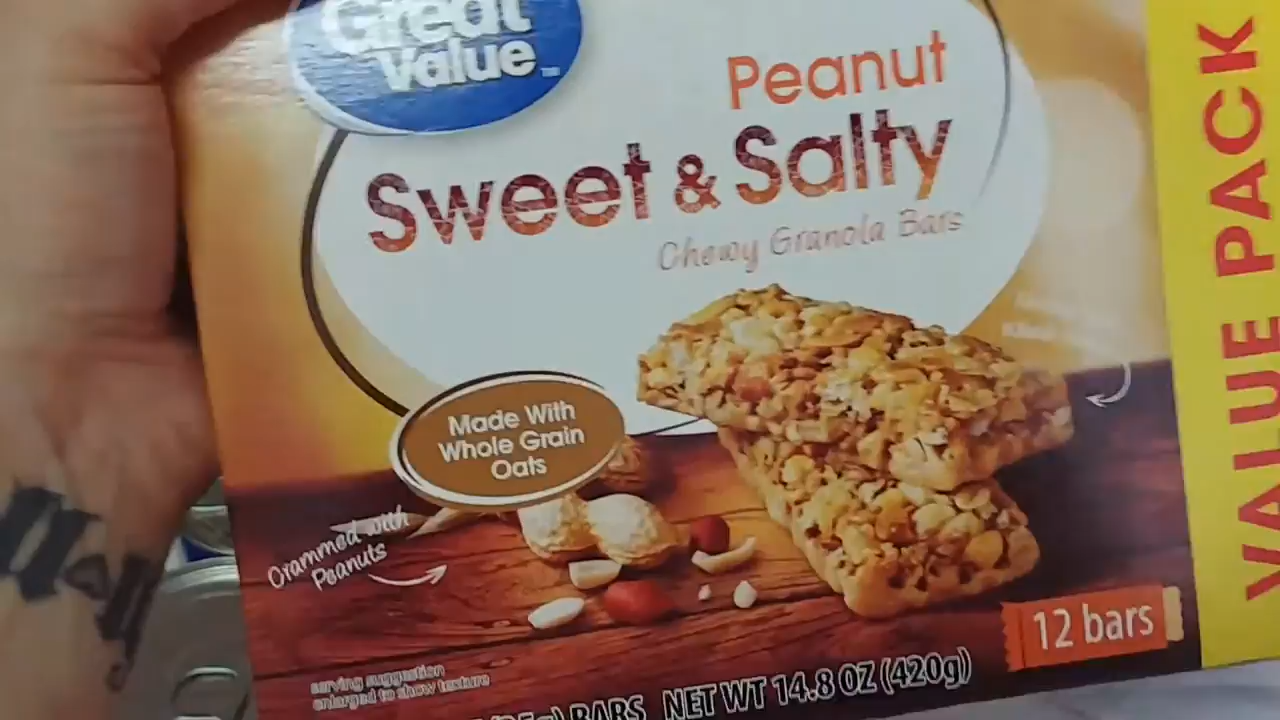 Great
Value
Peanut
Sweet & Salty
Chewy Granola Bars
Made With
Whole Grain
Oats
Crammed with
Peanuts
serving suggestion
enlarged to show texture
12 bars
BARS NET WT 14.8 OZ (420g)
VALUE PACK